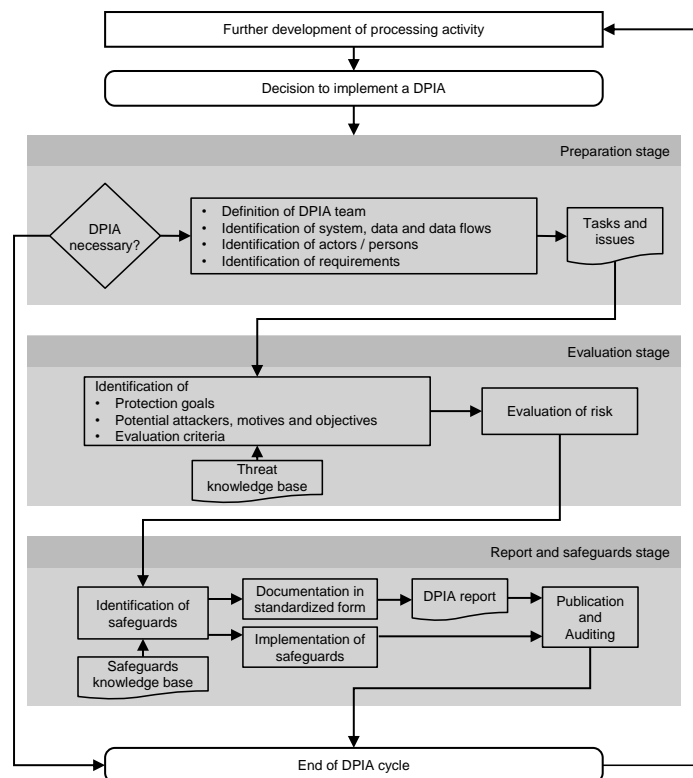 Further development of processing activity
Decision to implement a DPIA
Preparation stage
DPIA
necessary?
• Definition of DPIA team
• Identification of system, data and data flows
• Identification of actors / persons
• Identification of requirements
Tasks and
issues
Evaluation stage
Identification of
• Protection goals
• Potential attackers, motives and objectives
• Evaluation criteria
Evaluation of risk
Threat
knowledge base
Report and safeguards stage
Identification of
safeguards
Documentation in
standardized form
DPIA report
Publication
and
Auditing
Implementation of
safeguards
Safeguards
knowledge base
End of DPIA cycle